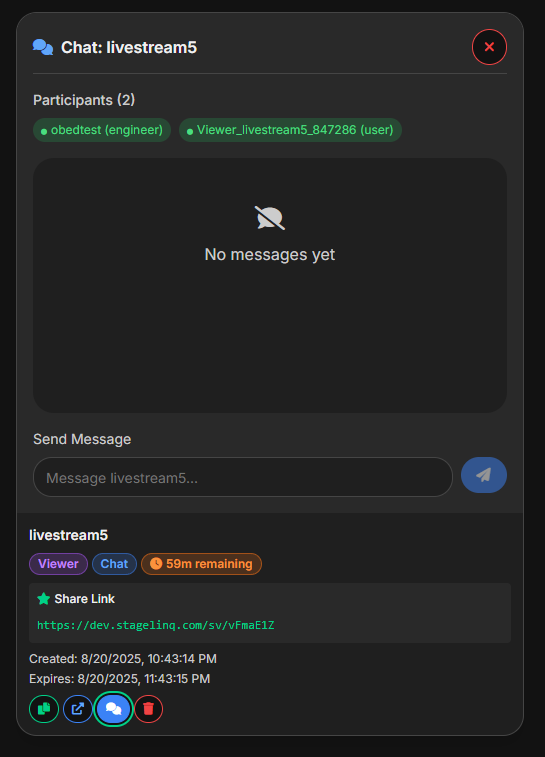 Chat: livestream5
Participants (2)
obedtest (engineer)
Viewer_livestream5_847286 (user)
No messages yet
Send Message
Message livestream5...
livestream5
Viewer
Chat
59m remaining
Share Link
https://dev.stagelinq.com/sv/vFmaE1Z
Created: 8/20/2025, 10:43:14 PM
Expires: 8/20/2025, 11:43:15 PM